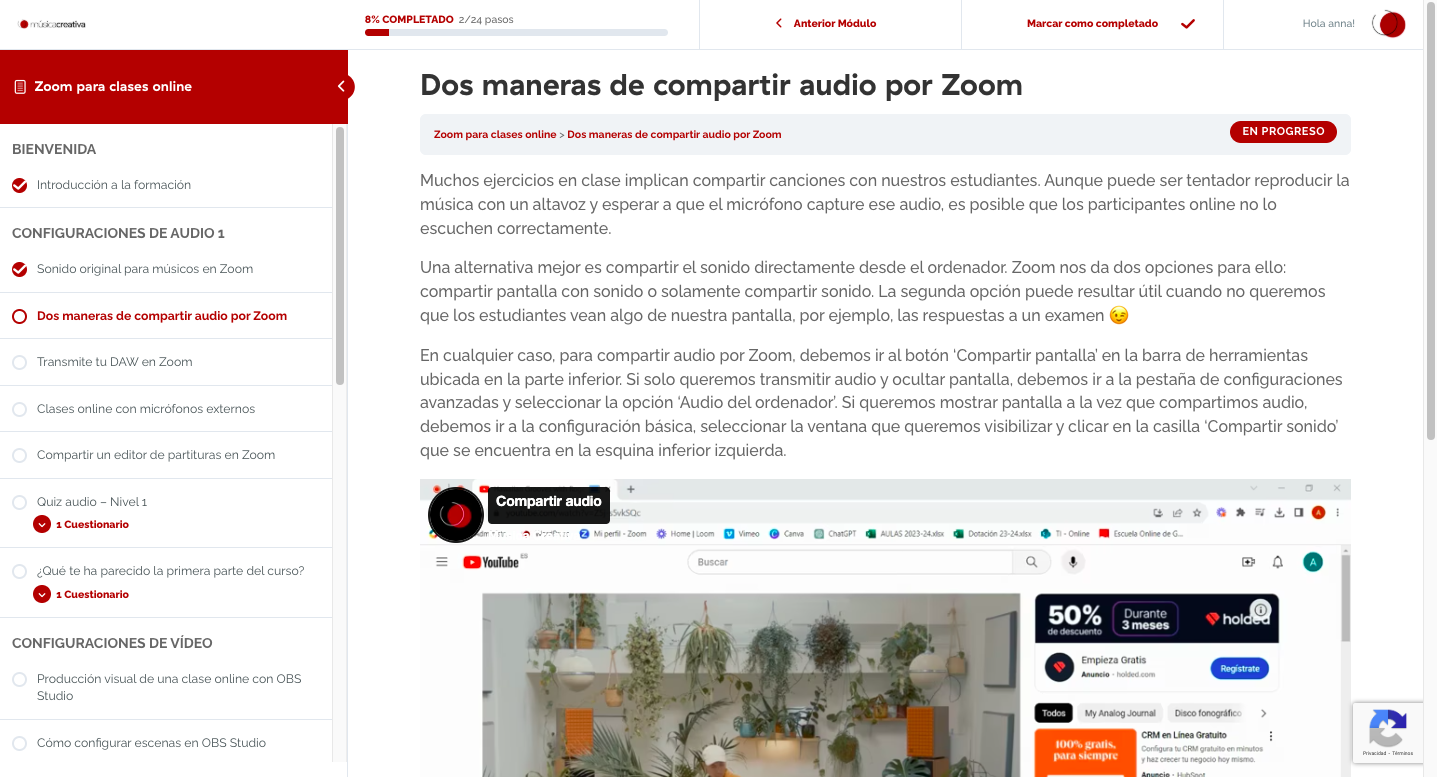 músicacreativa
8% COMPLETADO 2/24 pasos
Anterior Módulo
Marcar como completado
Hola anna!
Zoom para clases online
BIENVENIDA
Introducción a la formación
CONFIGURACIONES DE AUDIO 1
Sonido original para músicos en Zoom
Dos maneras de compartir audio por Zoom
Transmite tu DAW en Zoom
Clases online con micrófonos externos
Compartir un editor de partituras en Zoom
Quiz audio – Nivel 1
1 Cuestionario
¿Qué te ha parecido la primera parte del curso?
1 Cuestionario
CONFIGURACIONES DE VÍDEO
Producción visual de una clase online con OBS
Studio
Cómo configurar escenas en OBS Studio
Dos maneras de compartir audio por Zoom
Zoom para clases online > Dos maneras de compartir audio por Zoom
EN PROGRESO
Muchos ejercicios en clase implican compartir canciones con nuestros estudiantes. Aunque puede ser tentador reproducir la
música con un altavoz y esperar a que el micrófono capture ese audio, es posible que los participantes online no lo
escuchen correctamente.
Una alternativa mejor es compartir el sonido directamente desde el ordenador. Zoom nos da dos opciones para ello:
compartir pantalla con sonido o solamente compartir sonido. La segunda opción puede resultar útil cuando no queremos
que los estudiantes vean algo de nuestra pantalla, por ejemplo, las respuestas a un examen 😉
En cualquier caso, para compartir audio por Zoom, debemos ir al botón ‘Compartir pantalla’ en la barra de herramientas
ubicada en la parte inferior. Si solo queremos transmitir audio y ocultar pantalla, debemos ir a la pestaña de configuraciones
avanzadas y seleccionar la opción ‘Audio del ordenador’. Si queremos mostrar pantalla a la vez que compartimos audio,
debemos ir a la configuración básica, seleccionar la ventana que queremos visibilizar y clicar en la casilla ‘Compartir sonido’
que se encuentra en la esquina inferior izquierda.
Compartir audio
Mi perfil - Zoom
Home | Loom
Vimeo
Canva
ChatGPT
AULAS 2023-24.xlsx
Dotación 23-24.xlsx
TI - Online
Escuela Online de G...
YouTube ES
Buscar
A
50%
de descuento
Durante
3 meses
holded
Empieza Gratis
Anuncio · holded.com
Regístrate
Todos
My Analog Journal
Disco fonográfico
100% gratis,
para siempre
CRM en Línea Gratuito
Configura tu CRM gratuito en minutos
y haz crecer tu negocio hoy mismo.
Anuncio · HubSpot
Privacidad - Términos